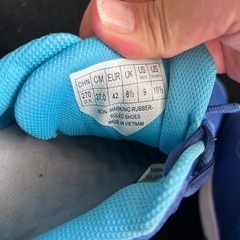 CHN CM EUR UK US US
270 27.0 42 8½ 9 10½
NON-MARKING RUBBER-
SOLED SHOES
MADE IN VIETNAM